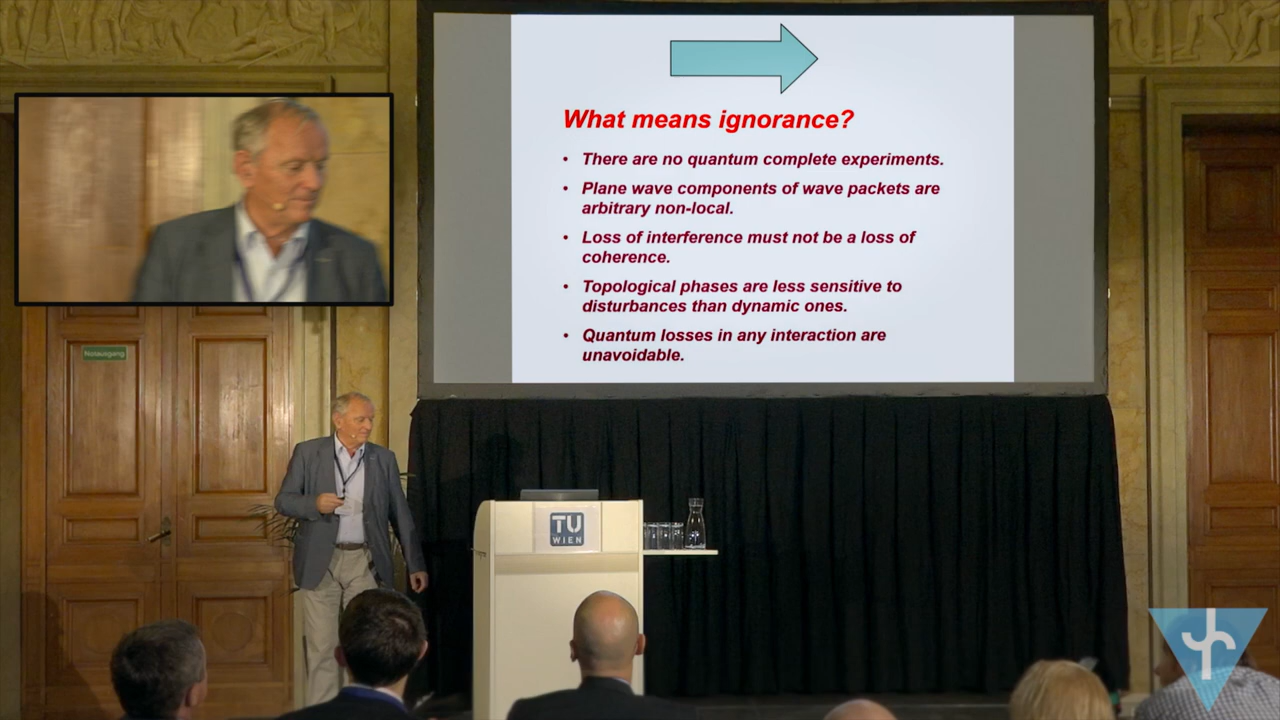 What means ignorance?
• There are no quantum complete experiments.
• Plane wave components of wave packets are
arbitrary non-local.
• Loss of interference must not be a loss of
coherence.
• Topological phases are less sensitive to
disturbances than dynamic ones.
• Quantum losses in any interaction are
unavoidable.
Notausgang
TU
WIEN